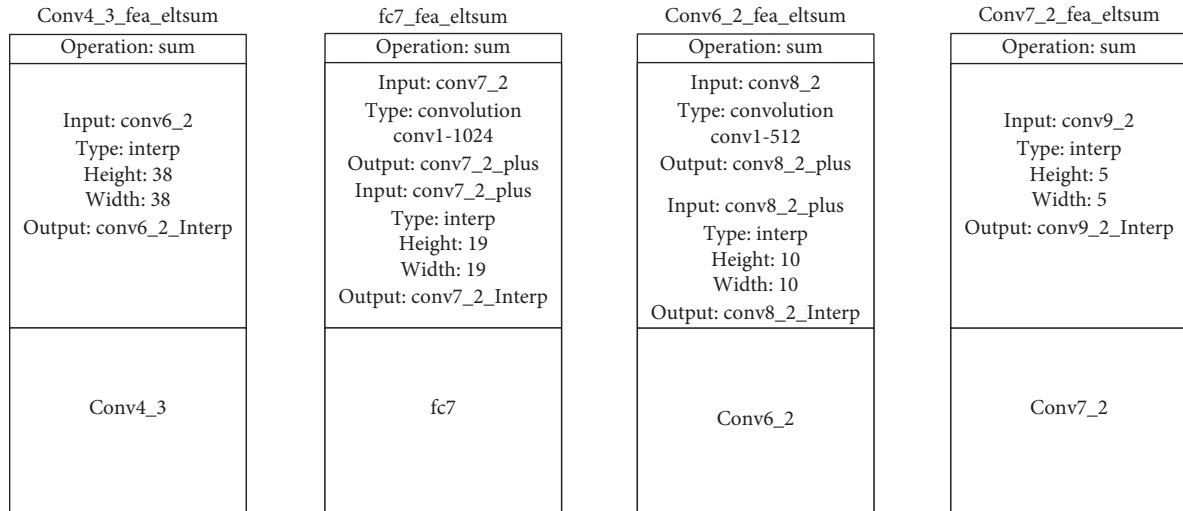 Conv4_3_fea_eltsum
Operation: sum
Input: conv6_2
Type: interp
Height: 38
Width: 38
Output: conv6_2_Interp
Conv4_3
fc7_fea_eltsum
Operation: sum
Input: conv7_2
Type: convolution
conv1-1024
Output: conv7_2_plus
Input: conv7_2_plus
Type: interp
Height: 19
Width: 19
Output: conv7_2_Interp
fc7
Conv6_2_fea_eltsum
Operation: sum
Input: conv8_2
Type: convolution
conv1-512
Output: conv8_2_plus
Input: conv8_2_plus
Type: interp
Height: 10
Width: 10
Output: conv8_2_Interp
Conv6_2
Conv7_2_fea_eltsum
Operation: sum
Input: conv9_2
Type: interp
Height: 5
Width: 5
Output: conv9_2_Interp
Conv7_2